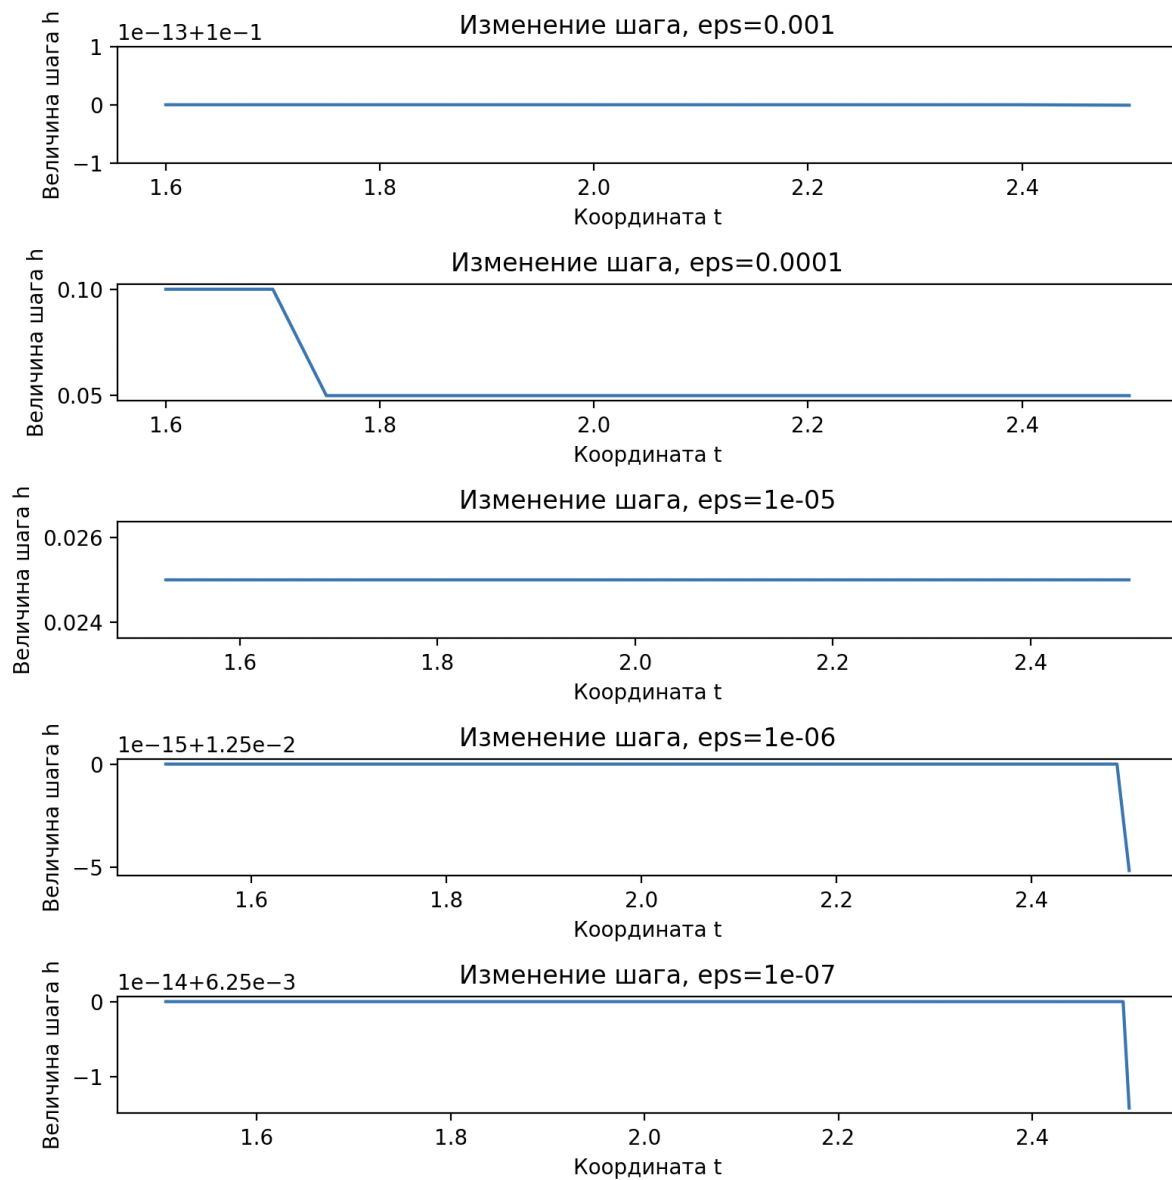 Изменение шага, eps=0.001
1e−13+1e−1
Величина шага h
1
0
−1
1.6 1.8 2.0 2.2 2.4
Координата t
Изменение шага, eps=0.0001
Величина шага h
0.10
0.05
1.6 1.8 2.0 2.2 2.4
Координата t
Изменение шага, eps=1e-05
Величина шага h
0.026
0.024
1.6 1.8 2.0 2.2 2.4
Координата t
Изменение шага, eps=1e-06
1e−15+1.25e−2
Величина шага h
0
−5
1.6 1.8 2.0 2.2 2.4
Координата t
Изменение шага, eps=1e-07
1e−14+6.25e−3
Величина шага h
0
−1
1.6 1.8 2.0 2.2 2.4
Координата t